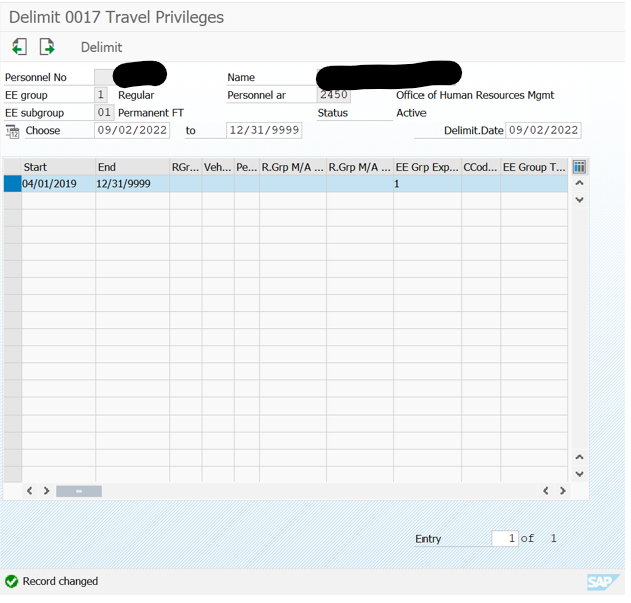 Delimit 0017 Travel Privileges
Delimit
Personnel No Name
EE group 1 Regular Personnel ar 2450 Office of Human Resources Mgmt
EE subgroup 01 Permanent FT Status Active
Choose 09/02/2022 to 12/31/9999 Delimit.Date 09/02/2022
Start End RGr... Veh... Pe... R.Grp M/A ... R.Grp M/A ... EE Grp Exp... CCod... EE Group T...
04/01/2019 12/31/9999 1
Entry 1 of 1
Record changed SAP